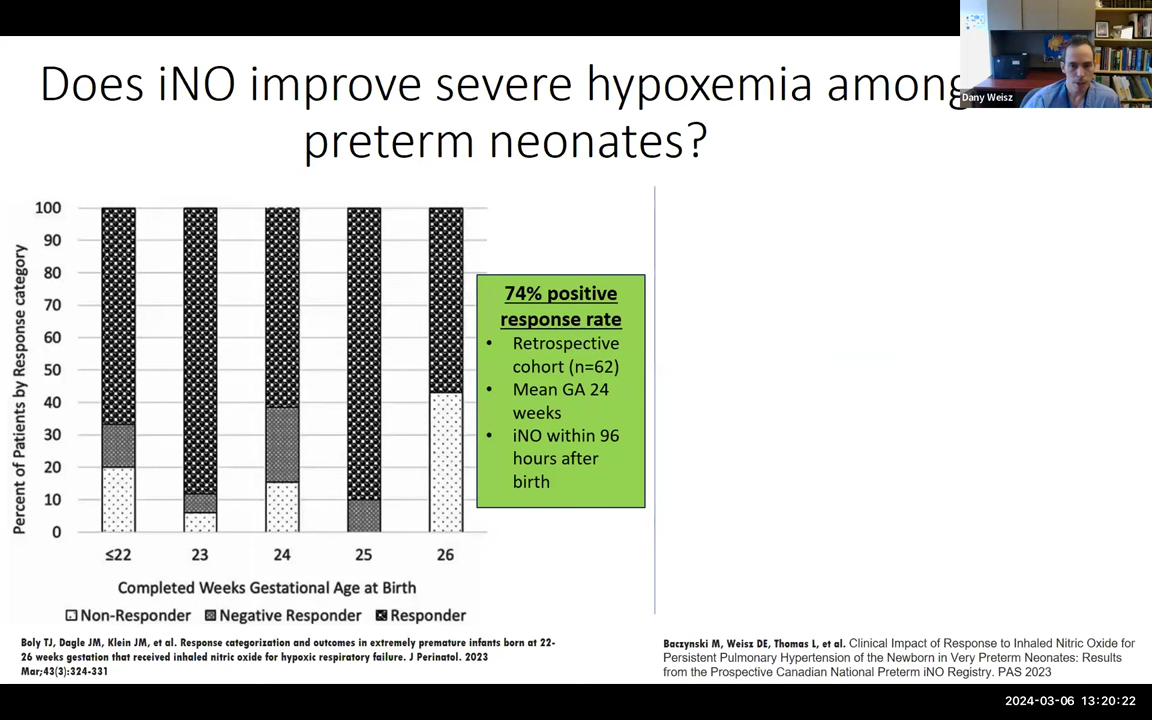 Does iNO improve severe hypoxemia among
preterm neonates?
Dany Weisz
Percent of Patients by Response category
100
90
80
70
60
50
40
30
20
10
0
≤22 23 24 25 26
Completed Weeks Gestational Age at Birth
Non-Responder Negative Responder Responder
74% positive
response rate
• Retrospective
cohort (n=62)
• Mean GA 24
weeks
• iNO within 96
hours after
birth
Boly TJ, Dagle JM, Klein JM, et al. Response categorization and outcomes in extremely premature infants born at 22-
26 weeks gestation that received inhaled nitric oxide for hypoxic respiratory failure. J Perinatol. 2023
Mar;43(3):324-331
Baczynski M, Weisz DE, Thomas L, et al. Clinical Impact of Response to Inhaled Nitric Oxide for
Persistent Pulmonary Hypertension of the Newborn in Very Preterm Neonates: Results
from the Prospective Canadian National Preterm iNO Registry. PAS 2023
2024-03-06 13:20:22